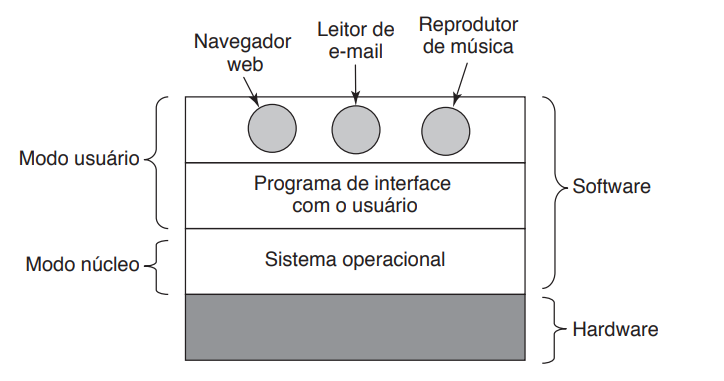 Navegador
web
Leitor de
e-mail
Reprodutor
de música
Modo usuário
Programa de interface
com o usuário
Software
Modo núcleo
Sistema operacional
Hardware